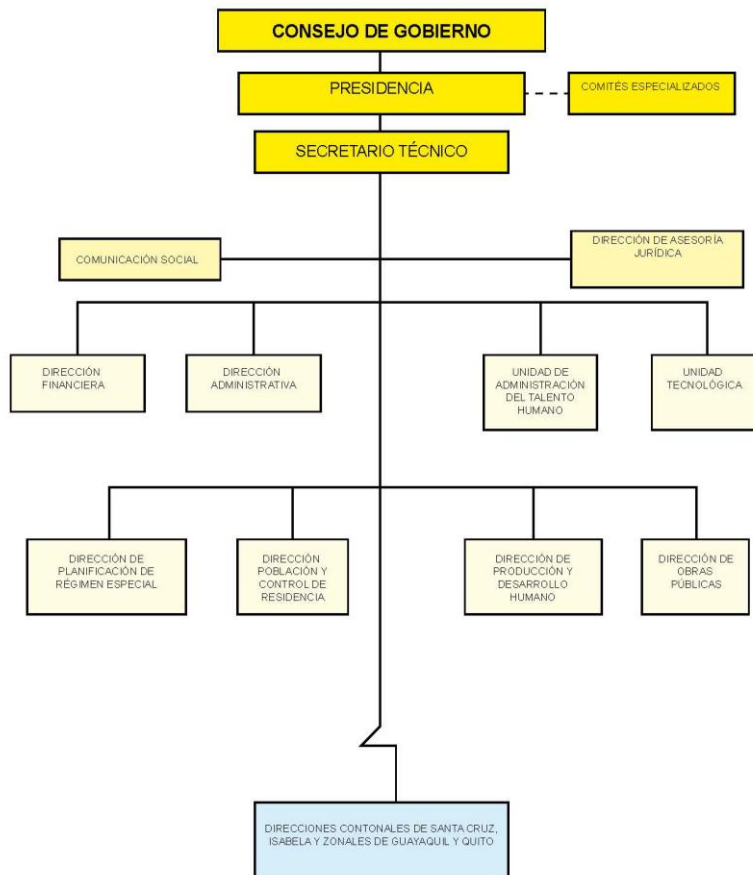 CONSEJO DE GOBIERNO
PRESIDENCIA
COMITÉS ESPECIALIZADOS
SECRETARIO TÉCNICO
COMUNICACIÓN SOCIAL
DIRECCIÓN DE ASESORÍA
JURÍDICA
DIRECCIÓN
FINANCIERA
DIRECCIÓN
ADMINISTRATIVA
UNIDAD DE
ADMINISTRACIÓN
DEL TALENTO
HUMANO
UNIDAD
TECNOLÓGICA
DIRECCIÓN DE
PLANIFICACIÓN DE
RÉGIMEN ESPECIAL
DIRECCIÓN
POBLACIÓN Y
CONTROL DE
RESIDENCIA
DIRECCIÓN DE
PRODUCCIÓN Y
DESARROLLO
HUMANO
DIRECCIÓN DE
OBRAS
PÚBLICAS
DIRECCIONES CONTONALES DE SANTA CRUZ,
ISABELA Y ZONALES DE GUAYAQUIL Y QUITO